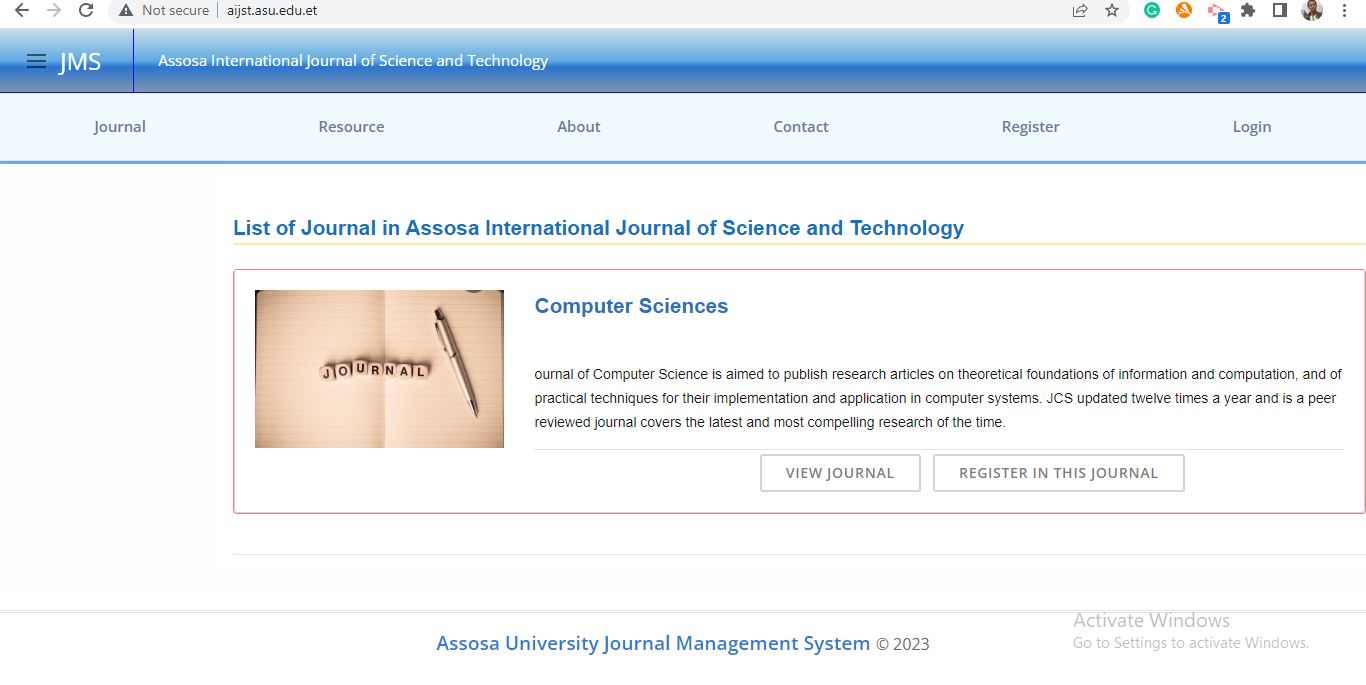 Not secure | aijst.asu.edu.et
2
JMS
Assosa International Journal of Science and Technology
Journal Resource About Contact Register Login
List of Journal in Assosa International Journal of Science and Technology
JOURNAL
Computer Sciences
ournal of Computer Science is aimed to publish research articles on theoretical foundations of information and computation, and of
practical techniques for their implementation and application in computer systems. JCS updated twelve times a year and is a peer
reviewed journal covers the latest and most compelling research of the time.
VIEW JOURNAL REGISTER IN THIS JOURNAL
Assosa University Journal Management System © 2023
Activate Windows
Go to Settings to activate Windows.